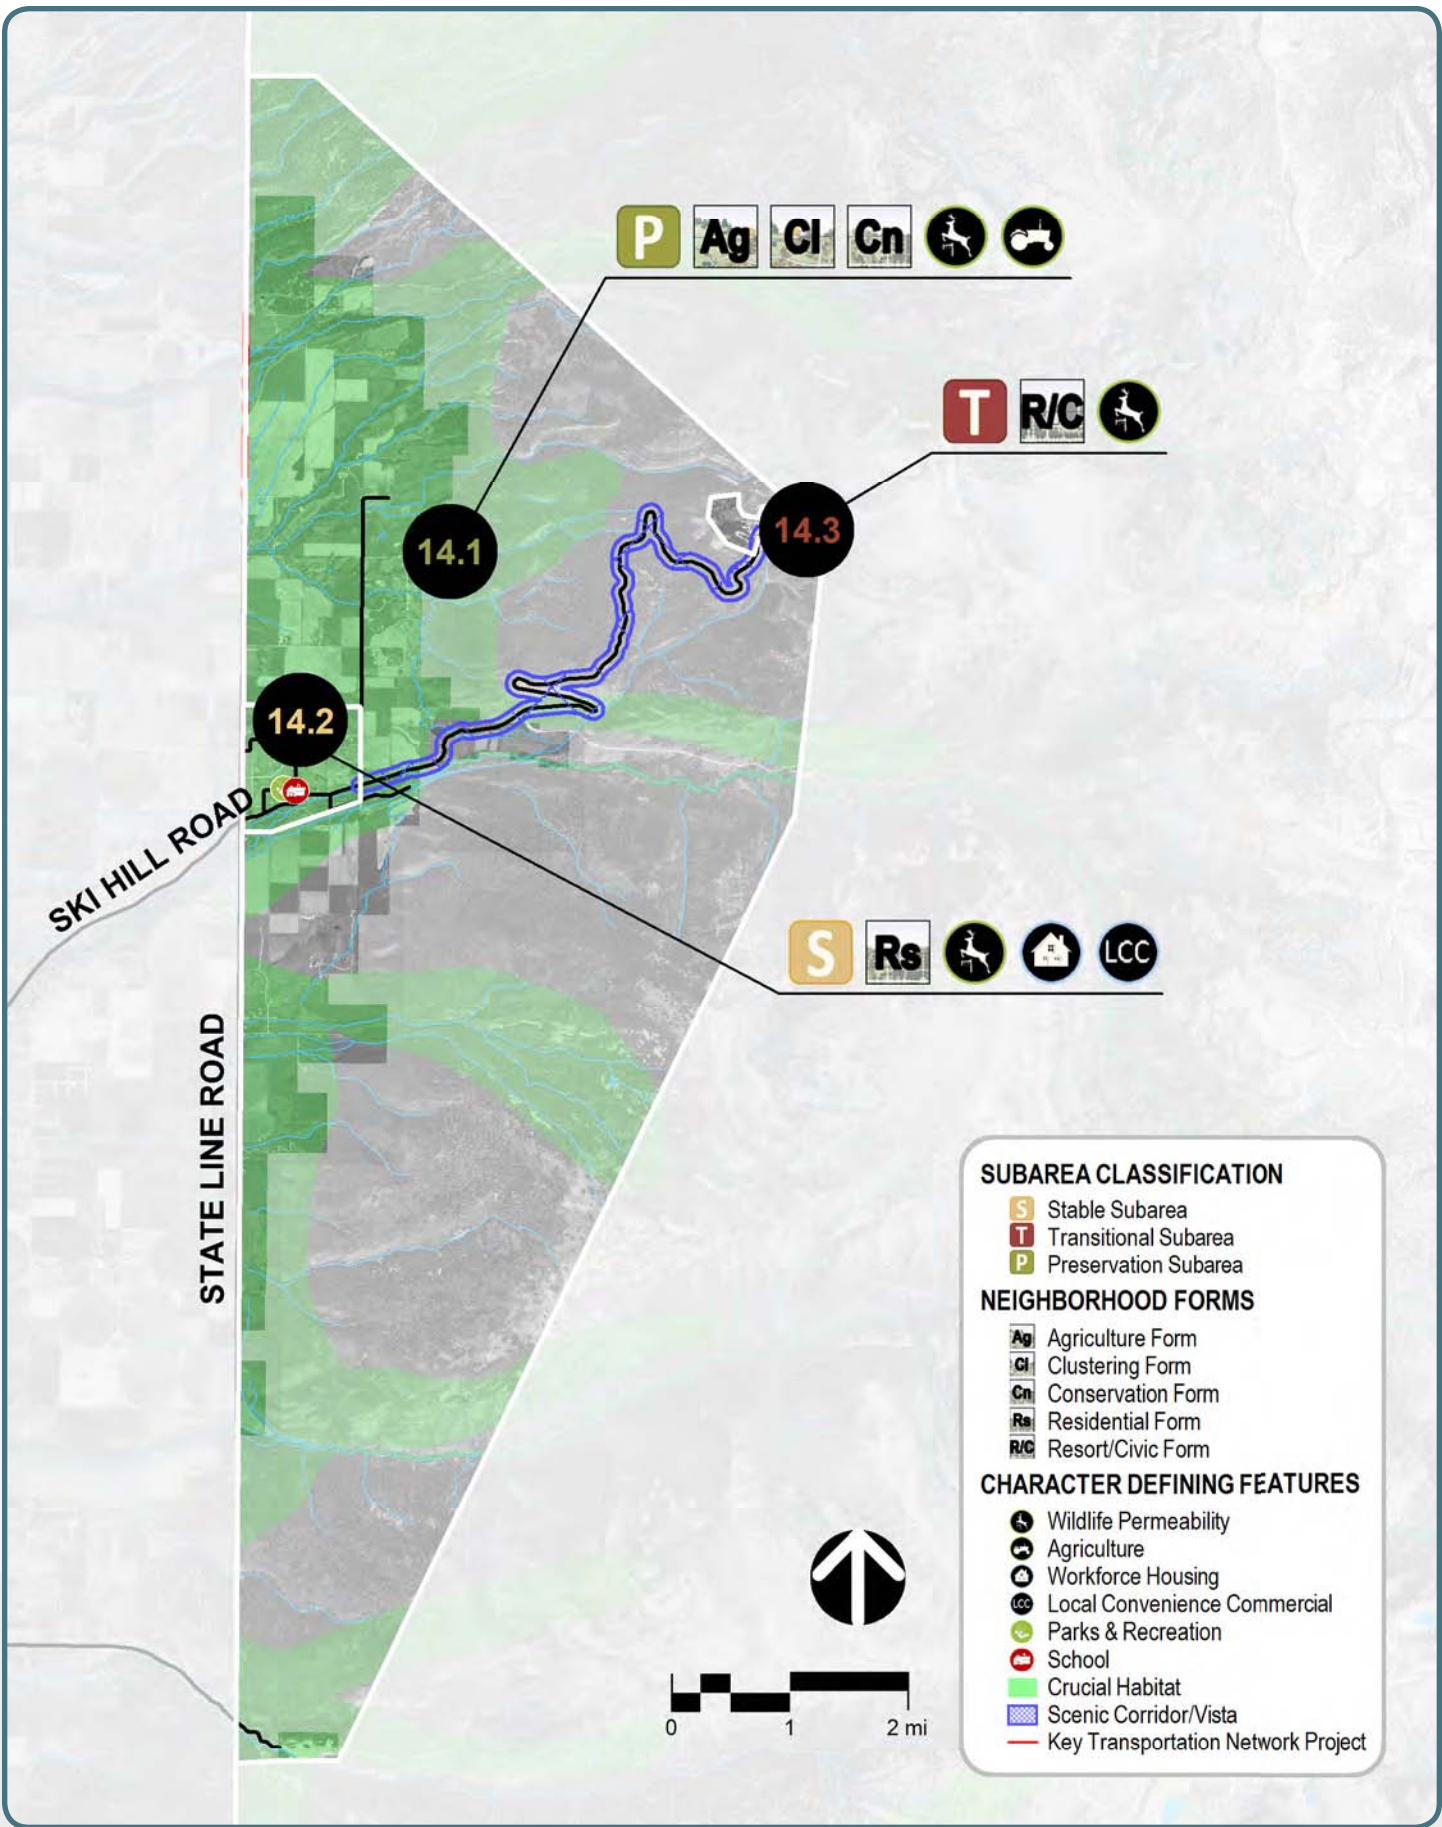 P Ag Cl Cn
T R/C
14.3
14.1
14.2
SKI HILL ROAD
S Rs LCC
STATE LINE ROAD
SUBAREA CLASSIFICATION
S Stable Subarea
T Transitional Subarea
P Preservation Subarea
NEIGHBORHOOD FORMS
Ag Agriculture Form
Cl Clustering Form
Cn Conservation Form
Rs Residential Form
R/C Resort/Civic Form
CHARACTER DEFINING FEATURES
Wildlife Permeability
Agriculture
Workforce Housing
LCC Local Convenience Commercial
Parks & Recreation
School
Crucial Habitat
Scenic Corridor/Vista
Key Transportation Network Project
0 1 2 mi